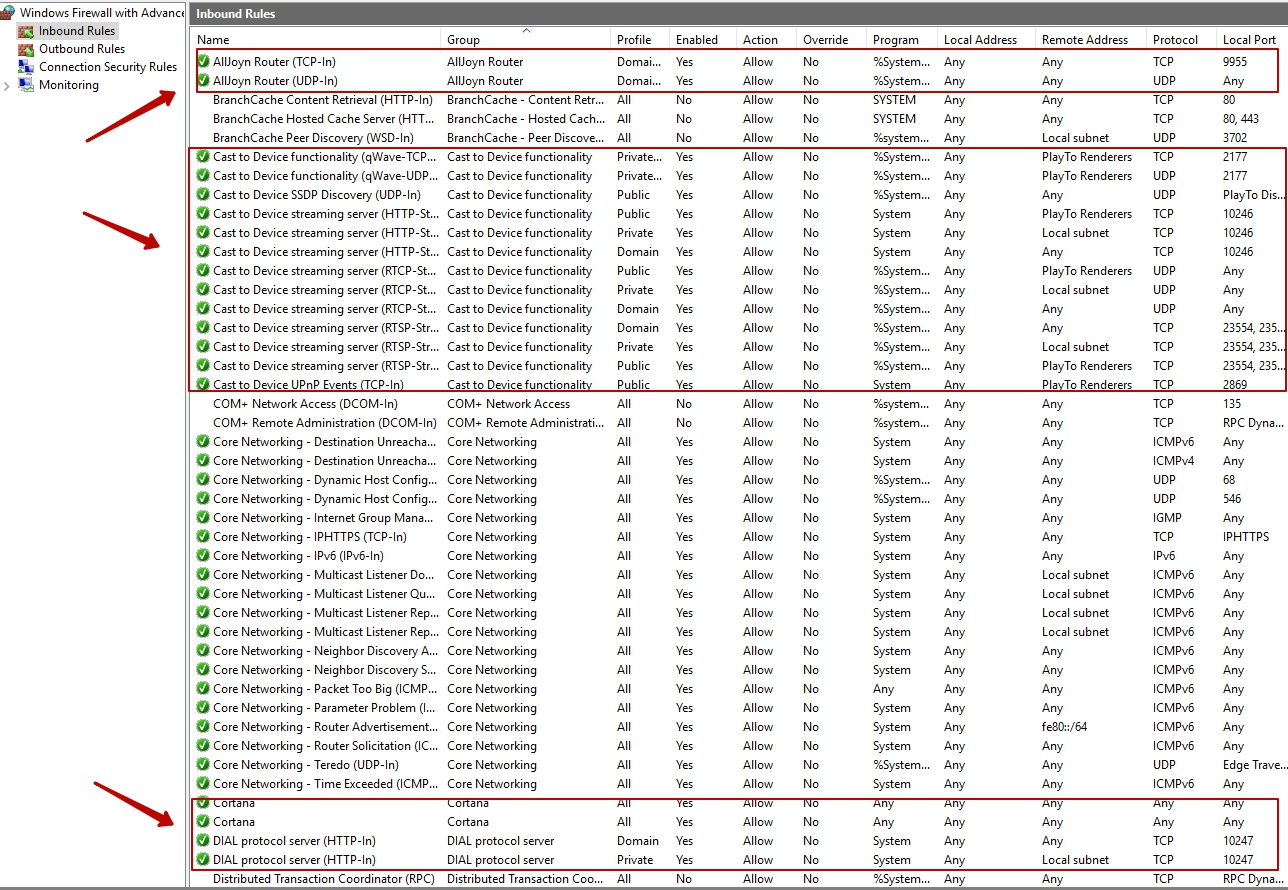 Windows Firewall with Advance
Inbound Rules
Outbound Rules
Connection Security Rules
Monitoring
Inbound Rules
Name Group Profile Enabled Action Override Program Local Address Remote Address Protocol Local Port
AllJoyn Router (TCP-In) AllJoyn Router Domai... Yes Allow No %System... Any Any TCP 9955
AllJoyn Router (UDP-In) AllJoyn Router Domai... Yes Allow No %System... Any Any UDP Any
BranchCache Content Retrieval (HTTP-In) BranchCache - Content Retr... All No Allow No SYSTEM Any Any TCP 80
BranchCache Hosted Cache Server (HTT... BranchCache - Hosted Cach... All No Allow No SYSTEM Any Any TCP 80, 443
BranchCache Peer Discovery (WSD-In) BranchCache - Peer Discove... All No Allow No %system... Any Local subnet UDP 3702
Cast to Device functionality (qWave-TCP... Cast to Device functionality Private... Yes Allow No %System... Any PlayTo Renderers TCP 2177
Cast to Device functionality (qWave-UDP... Cast to Device functionality Private... Yes Allow No %System... Any PlayTo Renderers UDP 2177
Cast to Device SSDP Discovery (UDP-In) Cast to Device functionality Public Yes Allow No %System... Any Any UDP PlayTo Dis...
Cast to Device streaming server (HTTP-St... Cast to Device functionality Public Yes Allow No System Any PlayTo Renderers TCP 10246
Cast to Device streaming server (HTTP-St... Cast to Device functionality Private Yes Allow No System Any Local subnet TCP 10246
Cast to Device streaming server (HTTP-St... Cast to Device functionality Domain Yes Allow No System Any Any TCP 10246
Cast to Device streaming server (RTCP-St... Cast to Device functionality Public Yes Allow No %System... Any PlayTo Renderers UDP Any
Cast to Device streaming server (RTCP-St... Cast to Device functionality Private Yes Allow No %System... Any Local subnet UDP Any
Cast to Device streaming server (RTCP-St... Cast to Device functionality Domain Yes Allow No %System... Any Any UDP Any
Cast to Device streaming server (RTSP-Str... Cast to Device functionality Domain Yes Allow No %System... Any Any TCP 23554, 235...
Cast to Device streaming server (RTSP-Str... Cast to Device functionality Private Yes Allow No %System... Any Local subnet TCP 23554, 235...
Cast to Device streaming server (RTSP-Str... Cast to Device functionality Public Yes Allow No %System... Any PlayTo Renderers TCP 23554, 235...
Cast to Device UPnP Events (TCP-In) Cast to Device functionality Public Yes Allow No System Any PlayTo Renderers TCP 2869
COM+ Network Access (DCOM-In) COM+ Network Access All No Allow No %system... Any Any TCP 135
COM+ Remote Administration (DCOM-In) COM+ Remote Administrati... All No Allow No %system... Any Any TCP RPC Dyna...
Core Networking - Destination Unreacha... Core Networking All Yes Allow No System Any Any ICMPv6 Any
Core Networking - Destination Unreacha... Core Networking All Yes Allow No System Any Any ICMPv4 Any
Core Networking - Dynamic Host Config... Core Networking All Yes Allow No %System... Any Any UDP 68
Core Networking - Dynamic Host Config... Core Networking All Yes Allow No %System... Any Any UDP 546
Core Networking - Internet Group Mana... Core Networking All Yes Allow No System Any Any IGMP Any
Core Networking - IPHTTPS (TCP-In) Core Networking All Yes Allow No System Any Any TCP IPHTTPS
Core Networking - IPv6 (IPv6-In) Core Networking All Yes Allow No System Any Any IPv6 Any
Core Networking - Multicast Listener Do... Core Networking All Yes Allow No System Any Local subnet ICMPv6 Any
Core Networking - Multicast Listener Qu... Core Networking All Yes Allow No System Any Local subnet ICMPv6 Any
Core Networking - Multicast Listener Rep... Core Networking All Yes Allow No System Any Local subnet ICMPv6 Any
Core Networking - Multicast Listener Rep... Core Networking All Yes Allow No System Any Local subnet ICMPv6 Any
Core Networking - Neighbor Discovery A... Core Networking All Yes Allow No System Any Any ICMPv6 Any
Core Networking - Neighbor Discovery S... Core Networking All Yes Allow No System Any Any ICMPv6 Any
Core Networking - Packet Too Big (ICMP... Core Networking All Yes Allow No Any Any Any ICMPv6 Any
Core Networking - Parameter Problem (I... Core Networking All Yes Allow No System Any Any ICMPv6 Any
Core Networking - Router Advertisement... Core Networking All Yes Allow No System Any fe80::/64 ICMPv6 Any
Core Networking - Router Solicitation (IC... Core Networking All Yes Allow No System Any Any ICMPv6 Any
Core Networking - Teredo (UDP-In) Core Networking All Yes Allow No %System... Any Any UDP Edge Trave...
Core Networking - Time Exceeded (ICMP... Core Networking All Yes Allow No System Any Any ICMPv6 Any
Cortana Cortana All Yes Allow No Any Any Any Any Any
Cortana Cortana All Yes Allow No Any Any Any Any Any
DIAL protocol server (HTTP-In) DIAL protocol server Domain Yes Allow No System Any Any TCP 10247
DIAL protocol server (HTTP-In) DIAL protocol server Private Yes Allow No System Any Local subnet TCP 10247
Distributed Transaction Coordinator (RPC) Distributed Transaction Coo... All No Allow No %System... Any Any TCP RPC Dyna...